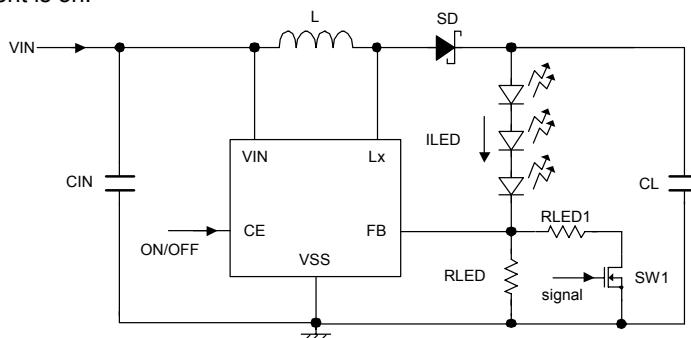 ent is on.
L
SD
VIN
VIN
Lx
ILED
CIN
CL
RLED1
CE
FB
ON/OFF
VSS
RLED
SW1
signal